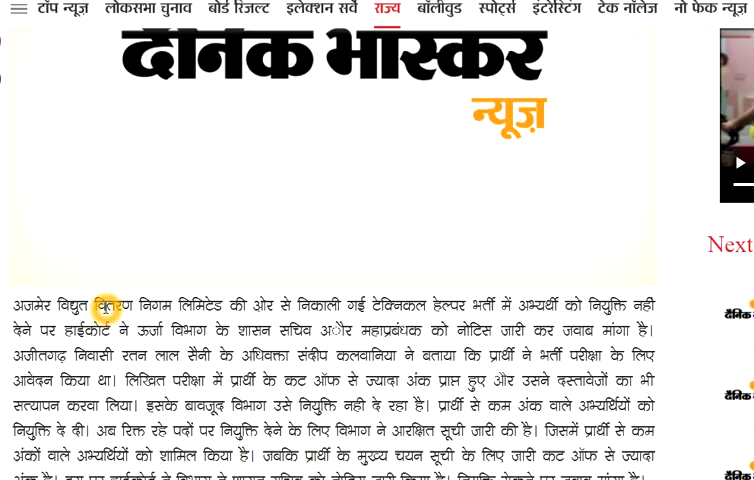 टॉप न्यूज़ लोकसभा चुनाव बोर्ड रिजल्ट इलेक्शन सर्वे राज्य बॉलीवुड स्पोर्ट्स इंटरेस्टिंग टेक नॉलेज नो फेक न्यूज़
दैनिक भास्कर
न्यूज़
Next
अजमेर विद्युत वितरण निगम लिमिटेड की ओर से निकाली गई टेक्निकल हेल्पर भर्ती में अभ्यर्थी को नियुक्ति नही
देने पर हाईकोर्ट ने ऊर्जा विभाग के शासन सचिव अौर महाप्रबंधक को नोटिस जारी कर जवाब मांगा है।
अजीतगढ़ निवासी रतन लाल सैनी के अधिवक्ता संदीप कलवानिया ने बताया कि प्रार्थी ने भर्ती परीक्षा के लिए
आवेदन किया था। लिखित परीक्षा में प्रार्थी के कट ऑफ से ज्यादा अंक प्राप्त हुए और उसने दस्तावेजों का भी
सत्यापन करवा लिया। इसके बावजूद विभाग उसे नियुक्ति नही दे रहा है। प्रार्थी से कम अंक वाले अभ्यर्थियों को
नियुक्ति दे दी। अब रिक्त रहे पदों पर नियुक्ति देने के लिए विभाग ने आरक्षित सूची जारी की है। जिसमें प्रार्थी से कम
अंकों वाले अभ्यर्थियों को शामिल किया है। जबकि प्रार्थी के मुख्य चयन सूची के लिए जारी कट ऑफ से ज्यादा
दैनिक
दैनिक
दैनिक